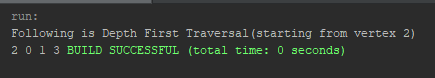 run:
Following is Depth First Traversal(starting from vertex 2)
2 0 1 3 BUILD SUCCESSFUL (total time: 0 seconds)